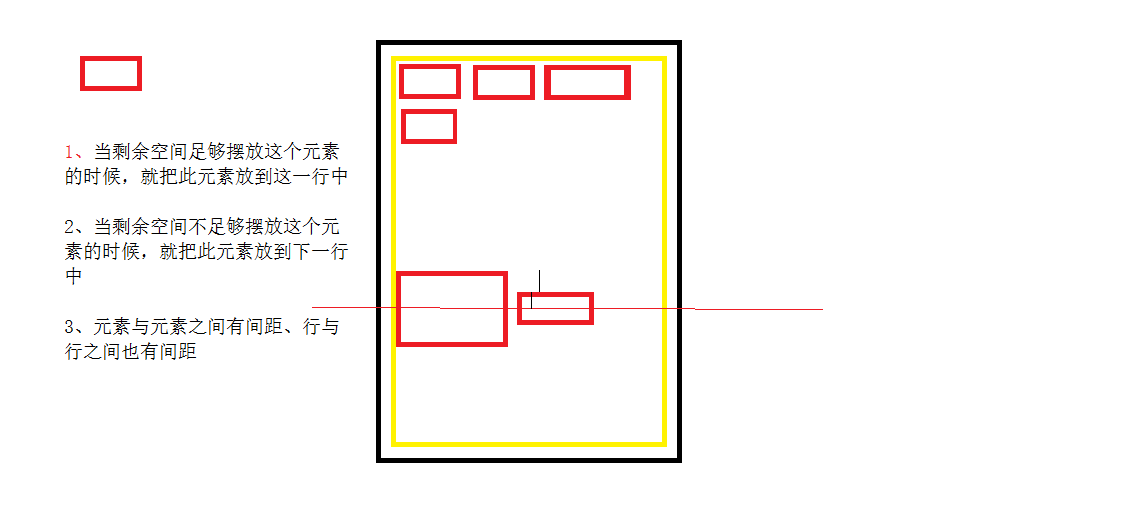 1、当剩余空间足够摆放这个元素
的时候，就把此元素放到这一行中
2、当剩余空间不足够摆放这个元
素的时候，就把此元素放到下一行
中
3、元素与元素之间有间距、行与
行之间也有间距